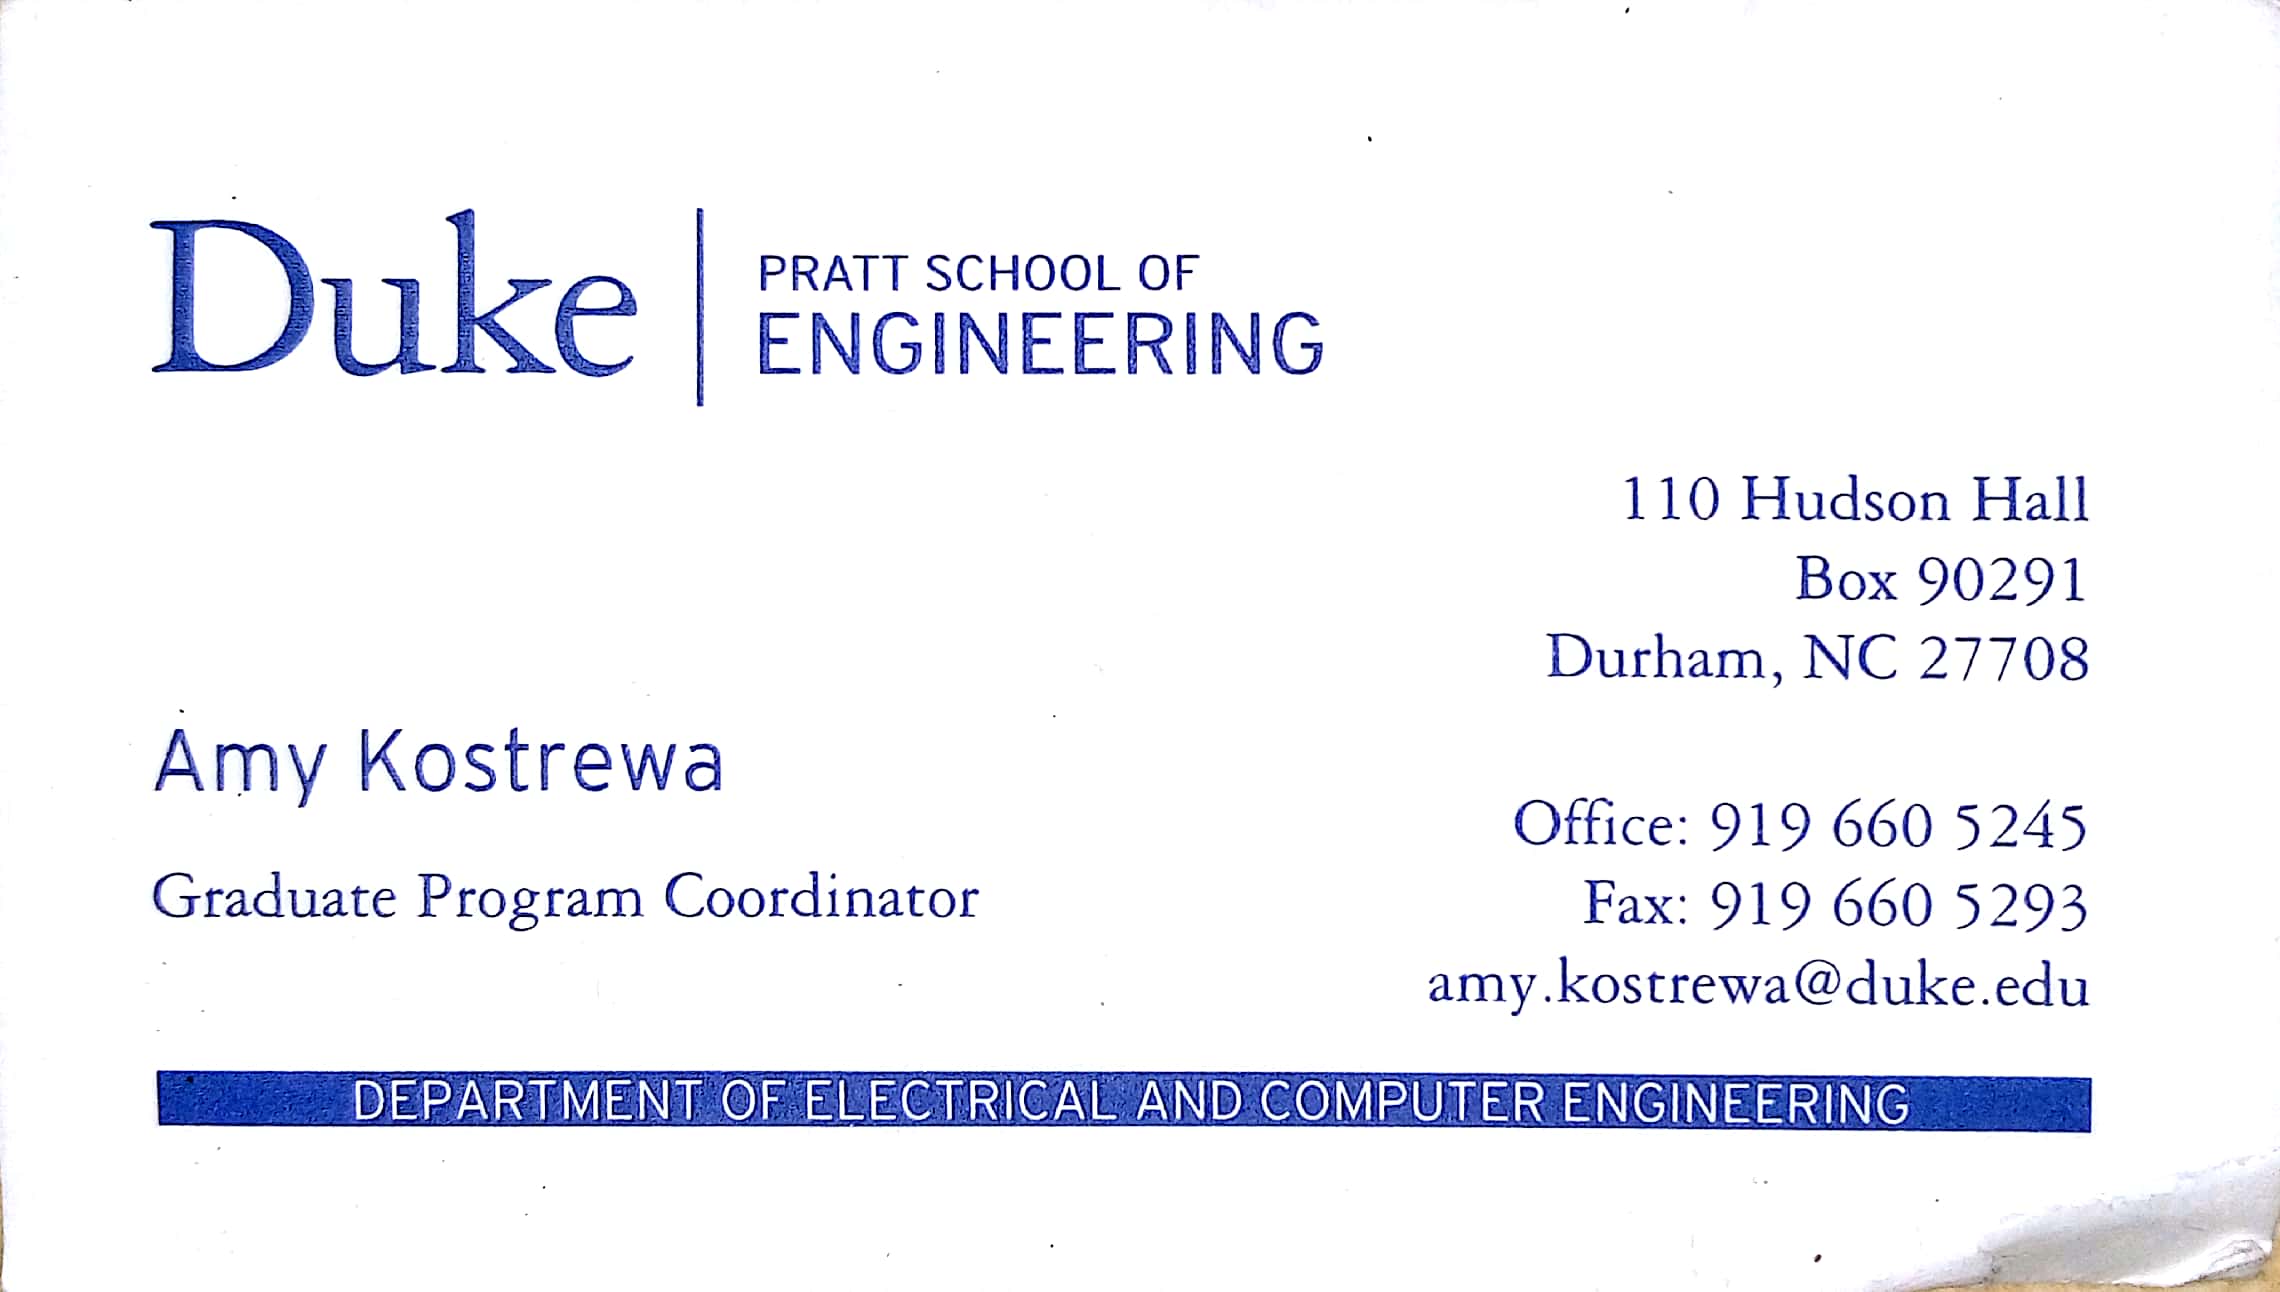 Duke
PRATT SCHOOL OF
ENGINEERING
110 Hudson Hall
Box 90291
Durham, NC 27708
Amy Kostrewa
Graduate Program Coordinator
Office: 919 660 5245
Fax: 919 660 5293
amy.kostrewa@duke.edu
DEPARTMENT OF ELECTRICAL AND COMPUTER ENGINEERING